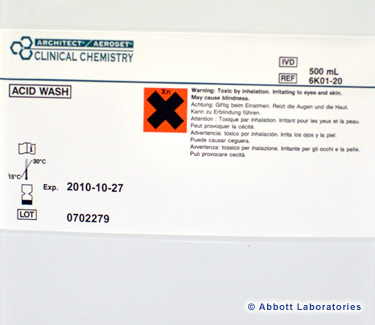 ARCHITECT® / AEROSET®
CLINICAL CHEMISTRY
IVD
500 mL
REF
6K01-20
ACID WASH
Xn
Warning: Toxic by inhalation. Irritating to eyes and skin.
May cause blindness.
Achtung: Giftig beim Einatmen. Reizt die Augen und die Haut.
Kann zu Erblindung führen.
Attention : Toxique par inhalation. Irritant pour les yeux et la peau.
Peut provoquer la cécité.
Advertencia: tóxico por inhalación. Irrita los ojos y la piel.
Puede causar ceguera.
Avvertenza: tossico per inalazione. Irritante per gli occhi e la pelle.
Può provocare cecità.
30°C
15°C
Exp. 2010-10-27
LOT 0702279
© Abbott Laboratories